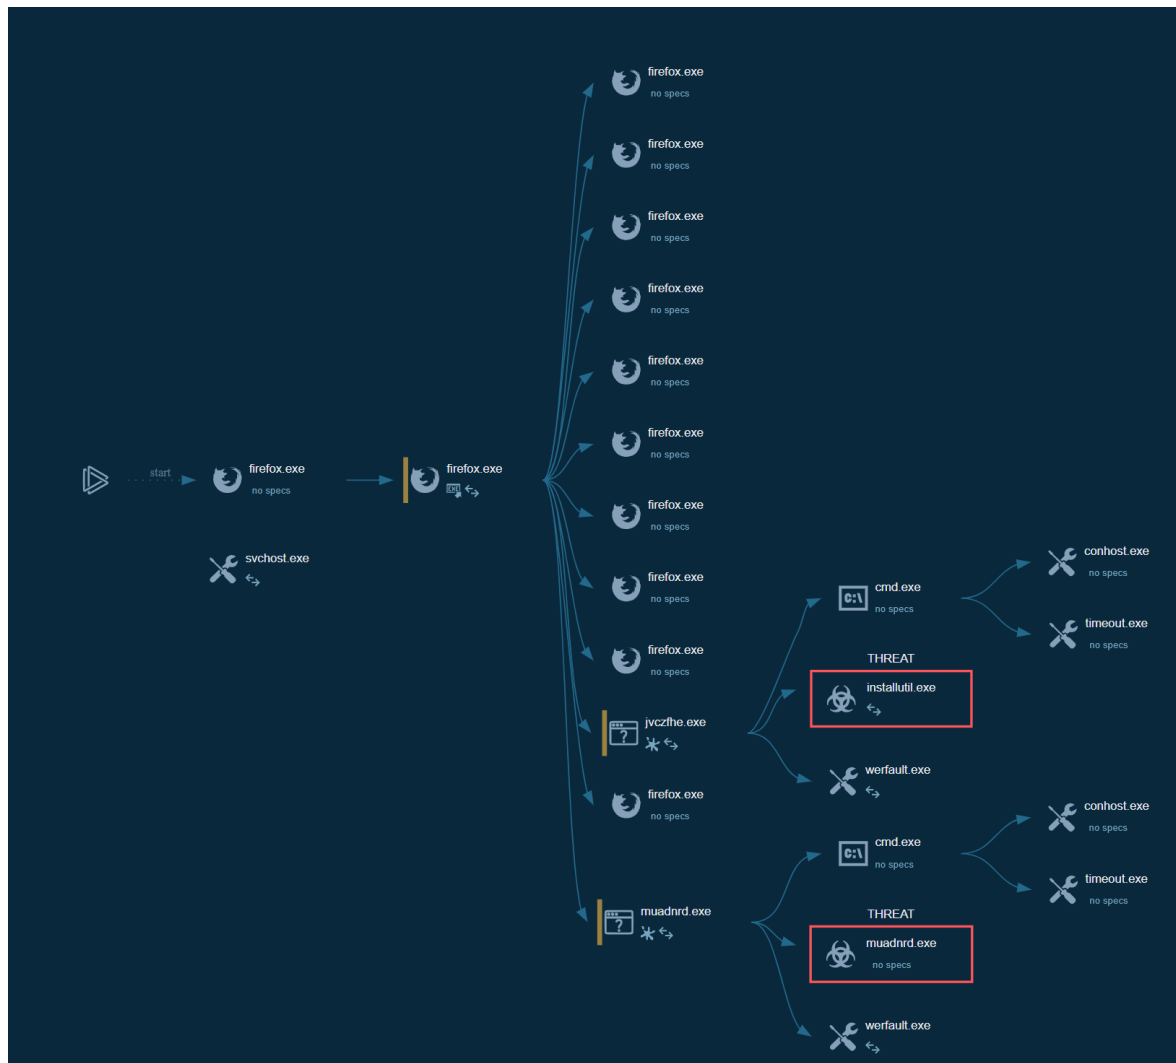 firefox.exe
no specs
firefox.exe
no specs
firefox.exe
no specs
firefox.exe
no specs
firefox.exe
no specs
firefox.exe
no specs
start
firefox.exe
no specs
firefox.exe
firefox.exe
no specs
svchost.exe
firefox.exe
no specs
firefox.exe
no specs
C:\
cmd.exe
no specs
conhost.exe
no specs
timeout.exe
no specs
THREAT
installutil.exe
?
jvczfhe.exe
werfault.exe
firefox.exe
no specs
C:\
cmd.exe
no specs
conhost.exe
no specs
timeout.exe
no specs
?
muadnrd.exe
THREAT
muadnrd.exe
no specs
werfault.exe